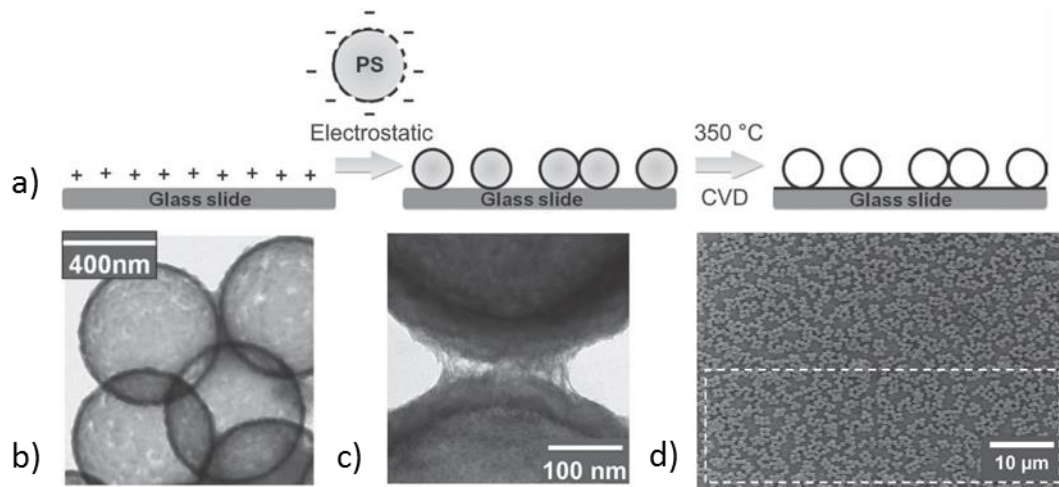 PS
Electrostatic
350 °C
CVD
a)
+ + + + + + + + +
Glass slide
Glass slide
Glass slide
400nm
b)
c)
100 nm
d)
10 µm